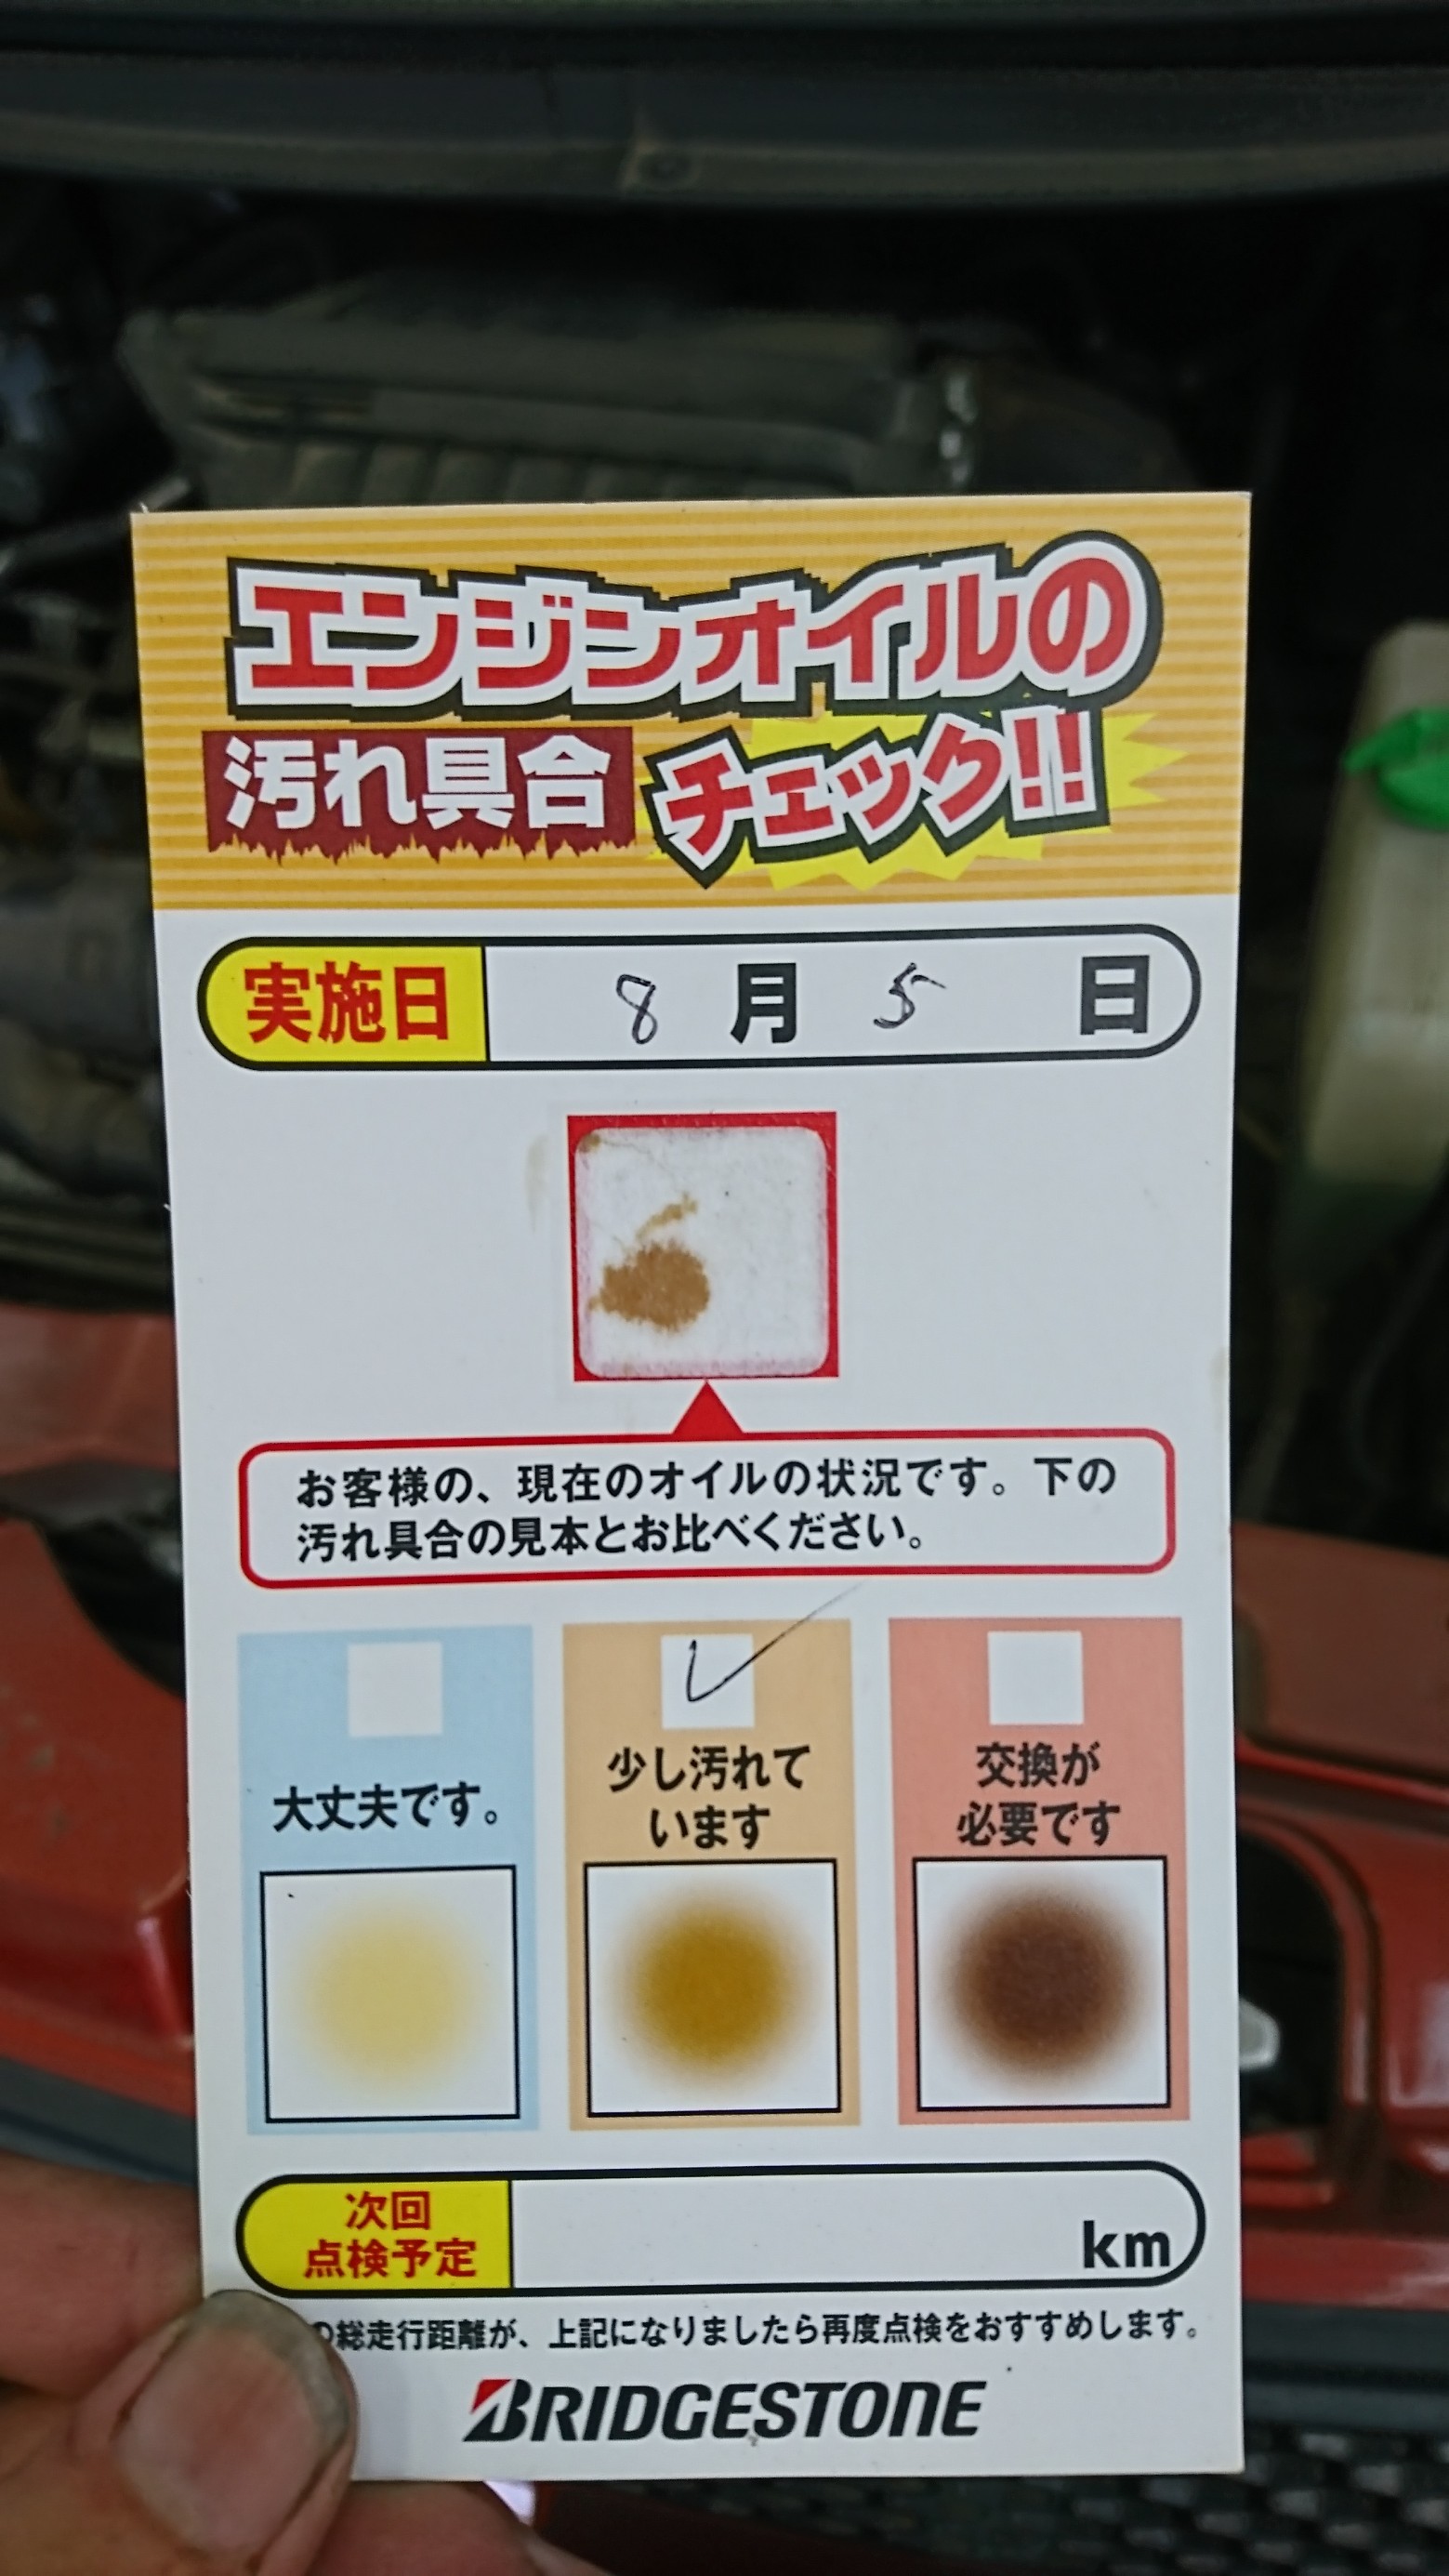 エンジンオイルの
汚れ具合チェック!!
実施日 8月5日
お客様の、現在のオイルの状況です。下の
汚れ具合の見本とお比べください。
大丈夫です。
少し汚れて
います
交換が
必要です
次回
点検予定
km
の総走行距離が、上記になりましたら再度点検をおすすめします。
BRIDGESTONE